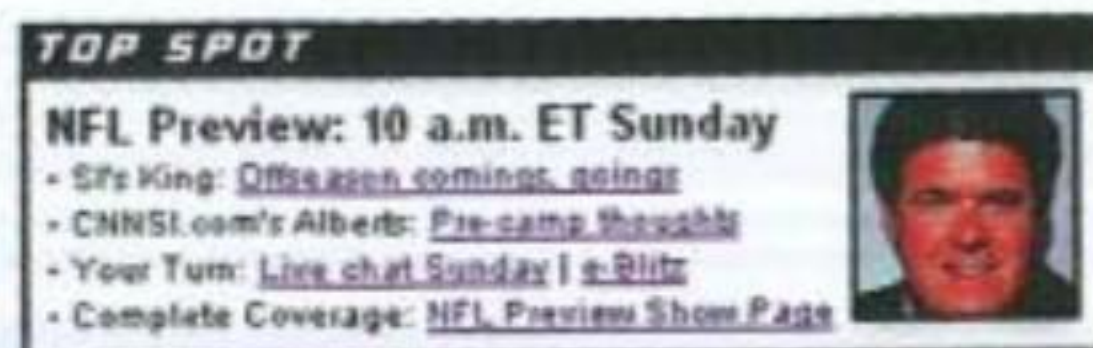 TOP SPOT
NFL Preview: 10 a.m. ET Sunday
- SI's King: Offseason comings, goings
- CNNSI.com's Alberts: Pre-camp thoughts
- Your Turn: Live chat Sunday | e-Blitz
- Complete Coverage: NFL Preview Show Page